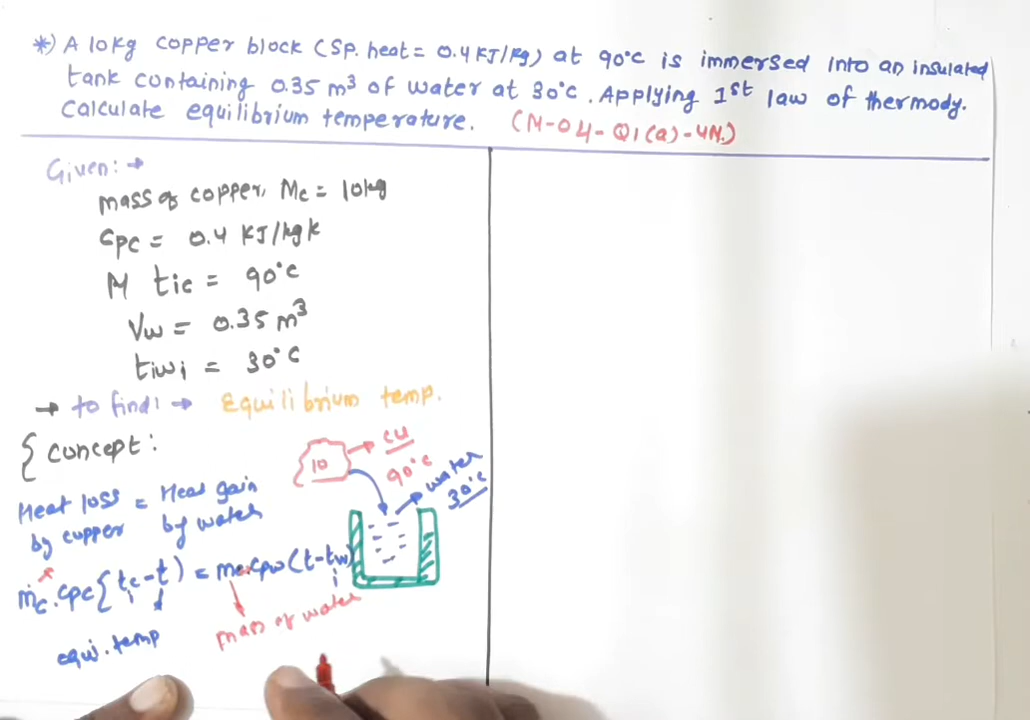 *) A 10Kg copper block (Sp. heat = 0.4 KJ/Kg) at 90°C is immersed into an insulated
tank containing 0.35 m³ of water at 30°C. Applying 1st law of thermody.
Calculate equilibrium temperature. (M-04-Q1(a)-4M.)
Given: →
mass of copper, Mc = 10kg
Cpc = 0.4 KJ/kg k
M tic = 90°C
Vw = 0.35 m³
tiwi = 30°C
→ to find: → Equilibrium temp.
{ concept:
10 → cu
90°C
water
30°C
Heat loss = Heat gain
by cupper by water
ṁc.Cpc{tci-t) = mw.Cpw(t-twi)
equi. temp
mass of water